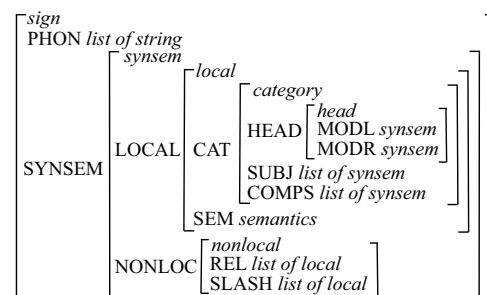 sign
PHON list of string
synsem
local
category
head
HEAD MODL synsem
MODR synsem
LOCAL CAT
SYNSEM
SUBJ list of synsem
COMPS list of synsem
SEM semantics
nonlocal
NONLOC REL list of local
SLASH list of local